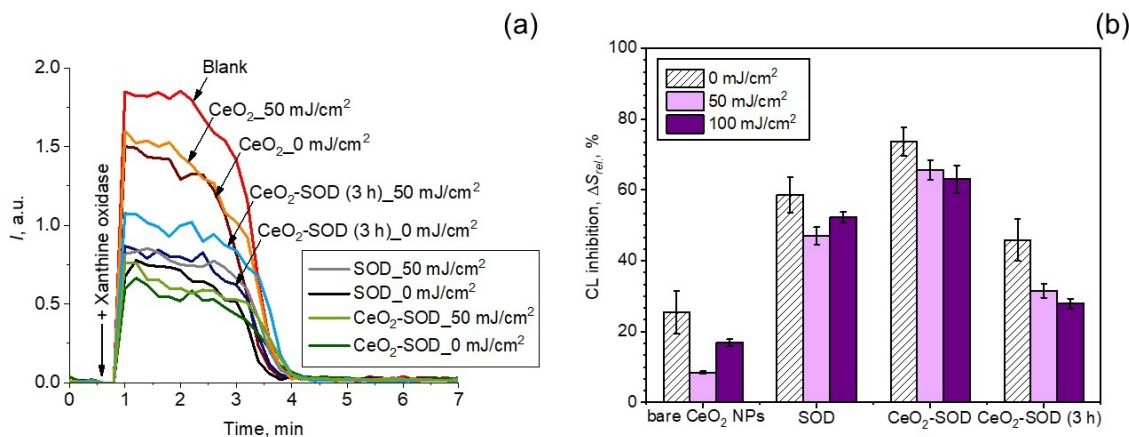 (a)
2.0
1.5
1.0
0.5
0.0
I, a.u.
Blank
CeO₂_50 mJ/cm²
CeO₂_0 mJ/cm²
CeO₂-SOD (3 h)_50 mJ/cm²
CeO₂-SOD (3 h)_0 mJ/cm²
+ Xanthine oxidase
SOD_50 mJ/cm²
SOD_0 mJ/cm²
CeO₂-SOD_50 mJ/cm²
CeO₂-SOD_0 mJ/cm²
0 1 2 3 4 5 6 7
Time, min
(b)
100
80
60
40
20
0
CL inhibition, ΔS_rel, %
0 mJ/cm²
50 mJ/cm²
100 mJ/cm²
bare CeO₂ NPs SOD CeO₂-SOD CeO₂-SOD (3 h)